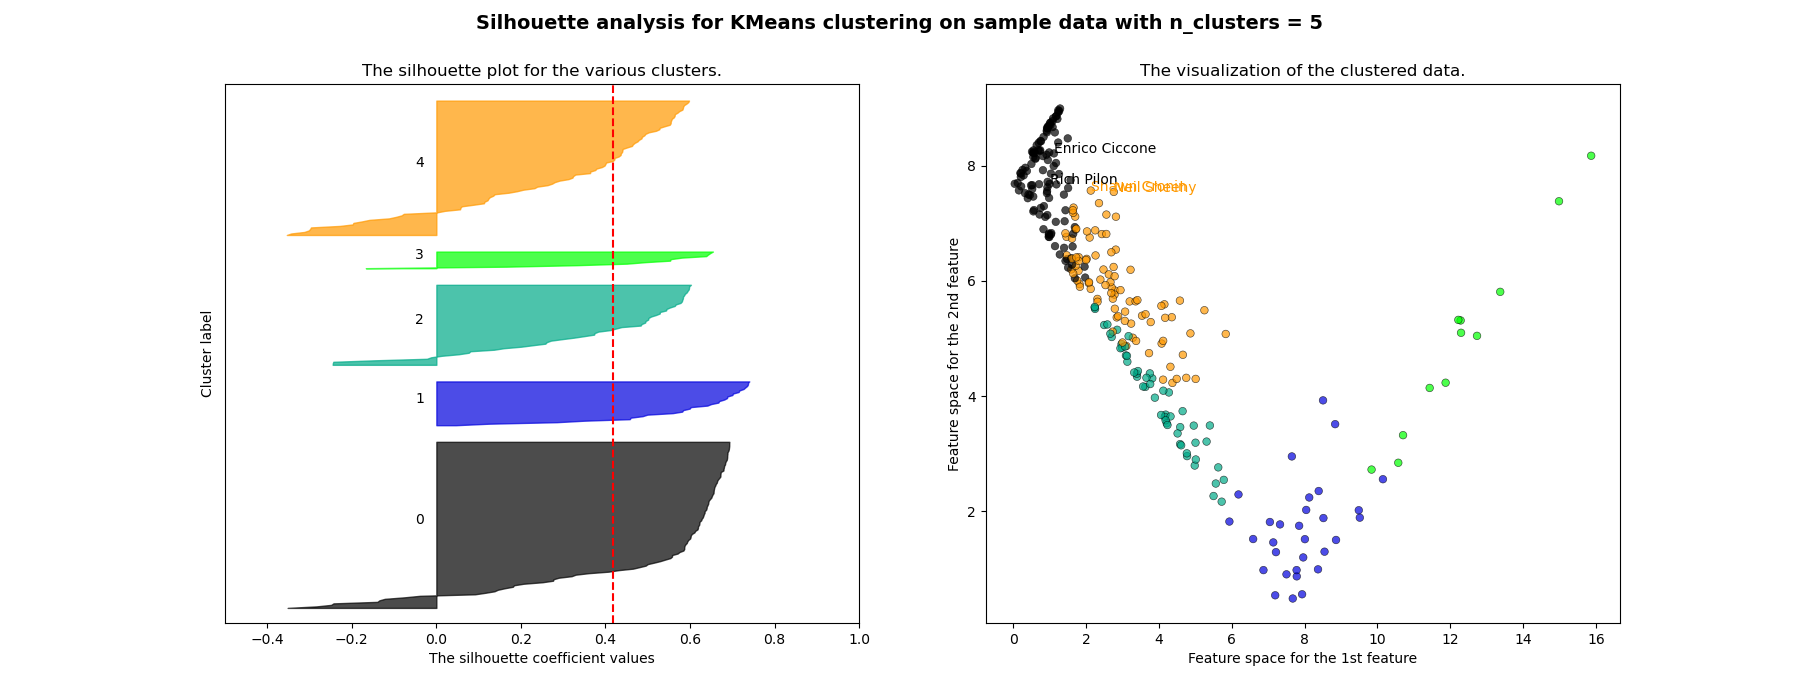 Silhouette analysis for KMeans clustering on sample data with n_clusters = 5
The silhouette plot for the various clusters.
4
3
2
1
0
Cluster label
−0.4
−0.2
0.0
0.2
0.4
0.6
0.8
1.0
The silhouette coefficient values
The visualization of the clustered data.
Enrico Ciccone
Rich Pilon
Shawn Cronin
Neil Sheehy
8
6
4
2
Feature space for the 2nd feature
0
2
4
6
8
10
12
14
16
Feature space for the 1st feature